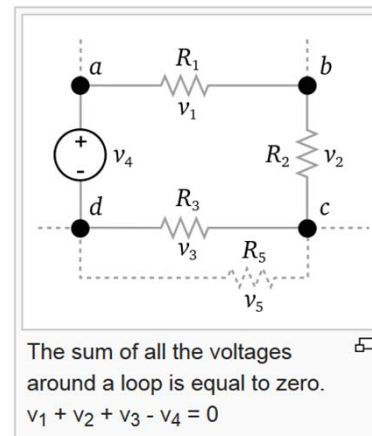 a R₁ b
v₁
+
- v₄ R₂ v₂
d R₃ c
v₃ R₅
v₅
The sum of all the voltages
around a loop is equal to zero.
v₁ + v₂ + v₃ - v₄ = 0